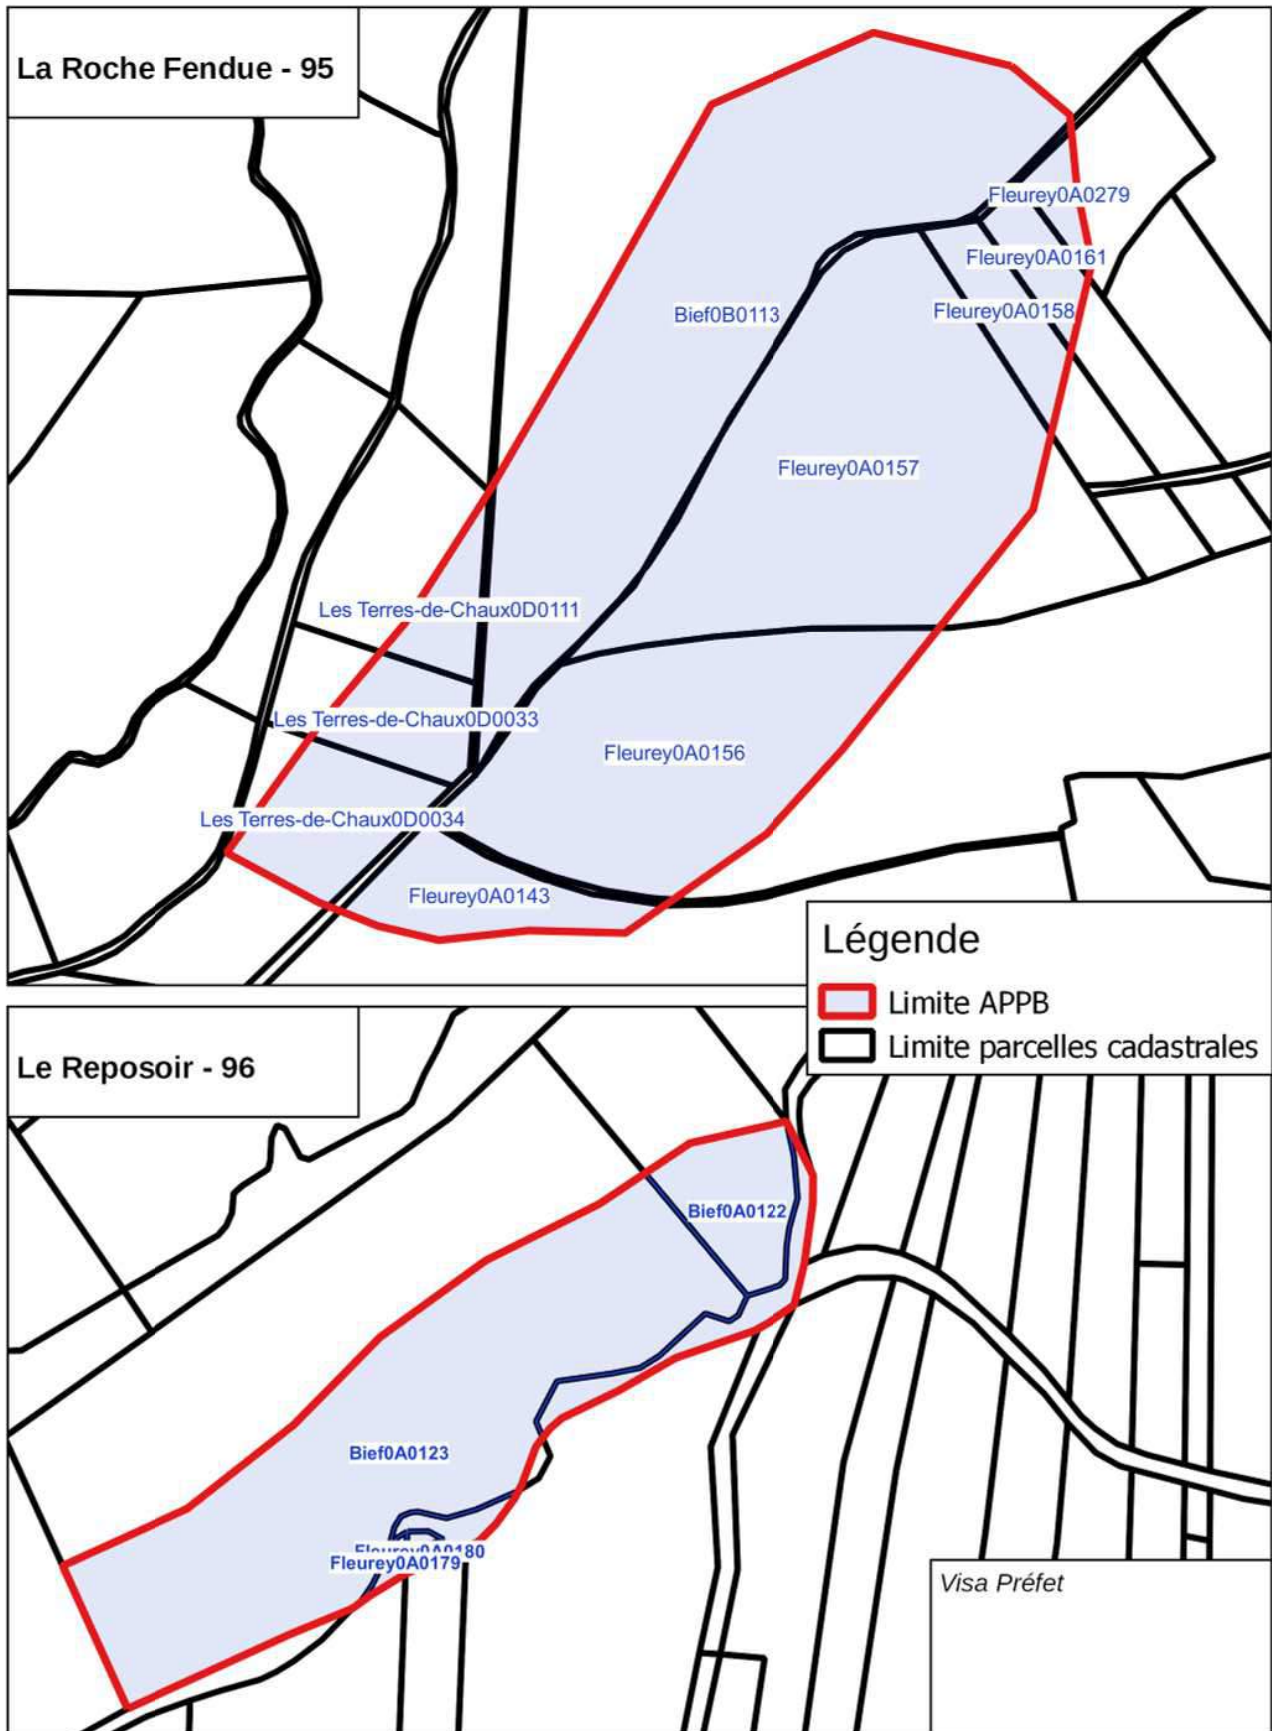 La Roche Fendue - 95
Fleurey0A0279
Fleurey0A0161
Bief0B0113
Fleurey0A0158
Fleurey0A0157
Les Terres-de-Chaux0D0111
Les Terres-de-Chaux0D0033
Fleurey0A0156
Les Terres-de-Chaux0D0034
Fleurey0A0143
Légende
Limite APPB
Limite parcelles cadastrales
Le Reposoir - 96
Bief0A0122
Bief0A0123
Fleurey0A0180
Fleurey0A0179
Visa Préfet